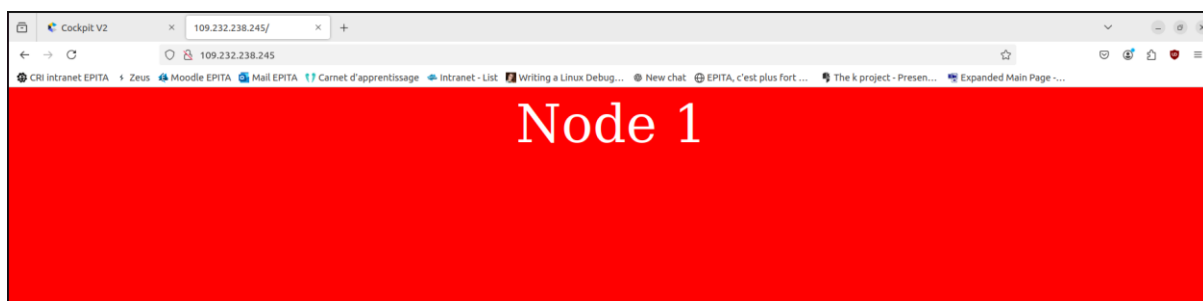 Cockpit V2
109.232.238.245/
109.232.238.245
CRI intranet EPITA Zeus Moodle EPITA Mail EPITA Carnet d'apprentissage Intranet - List Writing a Linux Debug... New chat EPITA, c'est plus fort ... The k project - Presen... Expanded Main Page -...
Node 1